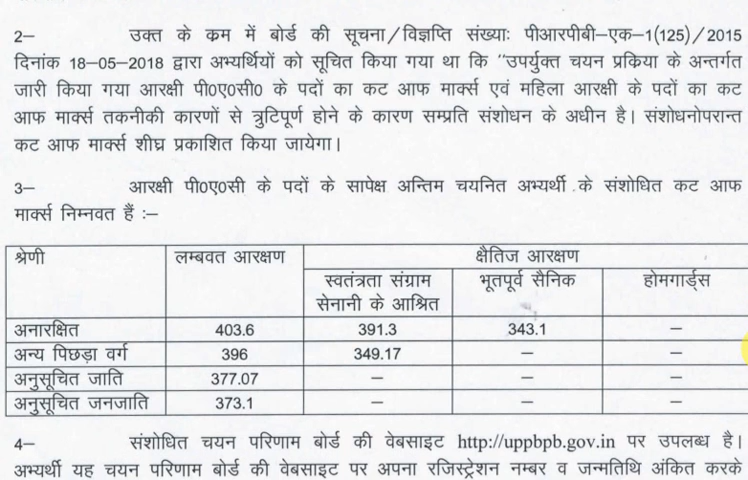 2– उक्त के क्रम में बोर्ड की सूचना/विज्ञप्ति संख्याः पीआरपीबी–एक–1(125)/2015
दिनांक 18–05–2018 द्वारा अभ्यर्थियों को सूचित किया गया था कि "उपर्युक्त चयन प्रक्रिया के अन्तर्गत
जारी किया गया आरक्षी पी0ए0सी0 के पदों का कट आफ मार्क्स एवं महिला आरक्षी के पदों का कट
आफ मार्क्स तकनीकी कारणों से त्रुटिपूर्ण होने के कारण सम्प्रति संशोधन के अधीन है। संशोधनोपरान्त
कट आफ मार्क्स शीघ्र प्रकाशित किया जायेगा।
3– आरक्षी पी0ए0सी के पदों के सापेक्ष अन्तिम चयनित अभ्यर्थी के संशोधित कट आफ
मार्क्स निम्नवत हैं :–
श्रेणी लम्बवत आरक्षण क्षैतिज आरक्षण
स्वतंत्रता संग्राम भूतपूर्व सैनिक होमगार्ड्स
सेनानी के आश्रित
अनारक्षित 403.6 391.3 343.1 –
अन्य पिछड़ा वर्ग 396 349.17 – –
अनुसूचित जाति 377.07 – – –
अनुसूचित जनजाति 373.1 – – –
4– संशोधित चयन परिणाम बोर्ड की वेबसाइट http://uppbpb.gov.in पर उपलब्ध है।
अभ्यर्थी यह चयन परिणाम बोर्ड की वेबसाइट पर अपना रजिस्ट्रेशन नम्बर व जन्मतिथि अंकित करके